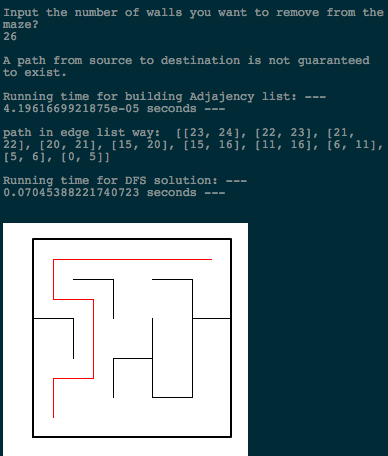 Input the number of walls you want to remove from the
maze?
26
A path from source to destination is not guaranteed
to exist.
Running time for building Adjajency list: ---
4.1961669921875e-05 seconds ---
path in edge list way:  [[23, 24], [22, 23], [21,
22], [20, 21], [15, 20], [15, 16], [11, 16], [6, 11],
[5, 6], [0, 5]]
Running time for DFS solution: ---
0.07045388221740723 seconds ---